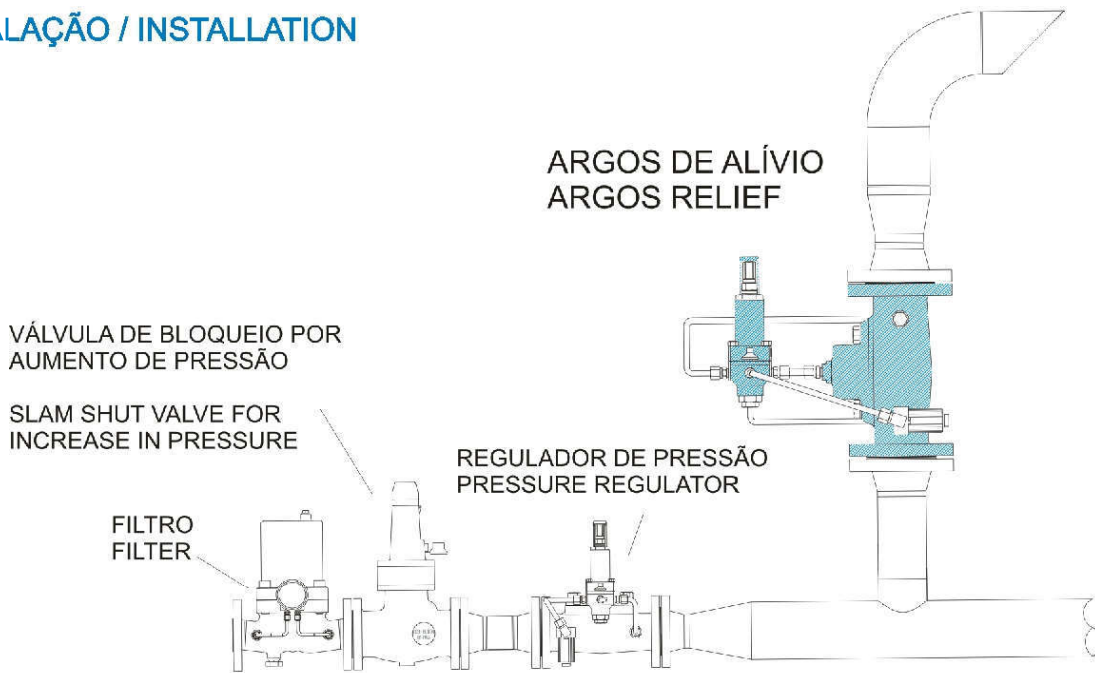 ALAÇÃO / INSTALLATION
ARGOS DE ALÍVIO
ARGOS RELIEF
VÁLVULA DE BLOQUEIO POR
AUMENTO DE PRESSÃO
SLAM SHUT VALVE FOR
INCREASE IN PRESSURE
REGULADOR DE PRESSÃO
PRESSURE REGULATOR
FILTRO
FILTER